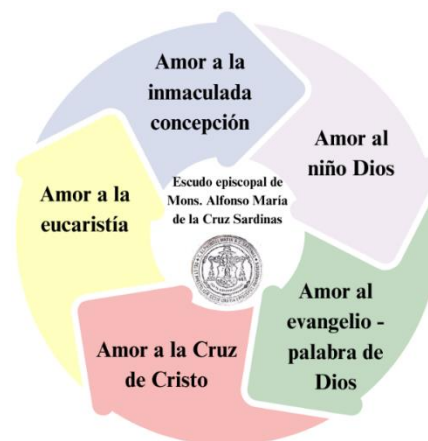 Amor a la
inmaculada
concepción
Amor al
niño Dios
Amor al
evangelio -
palabra de
Dios
Amor a la Cruz
de Cristo
Amor a la
eucaristía
Escudo episcopal de
Mons. Alfonso María
de la Cruz Sardinas